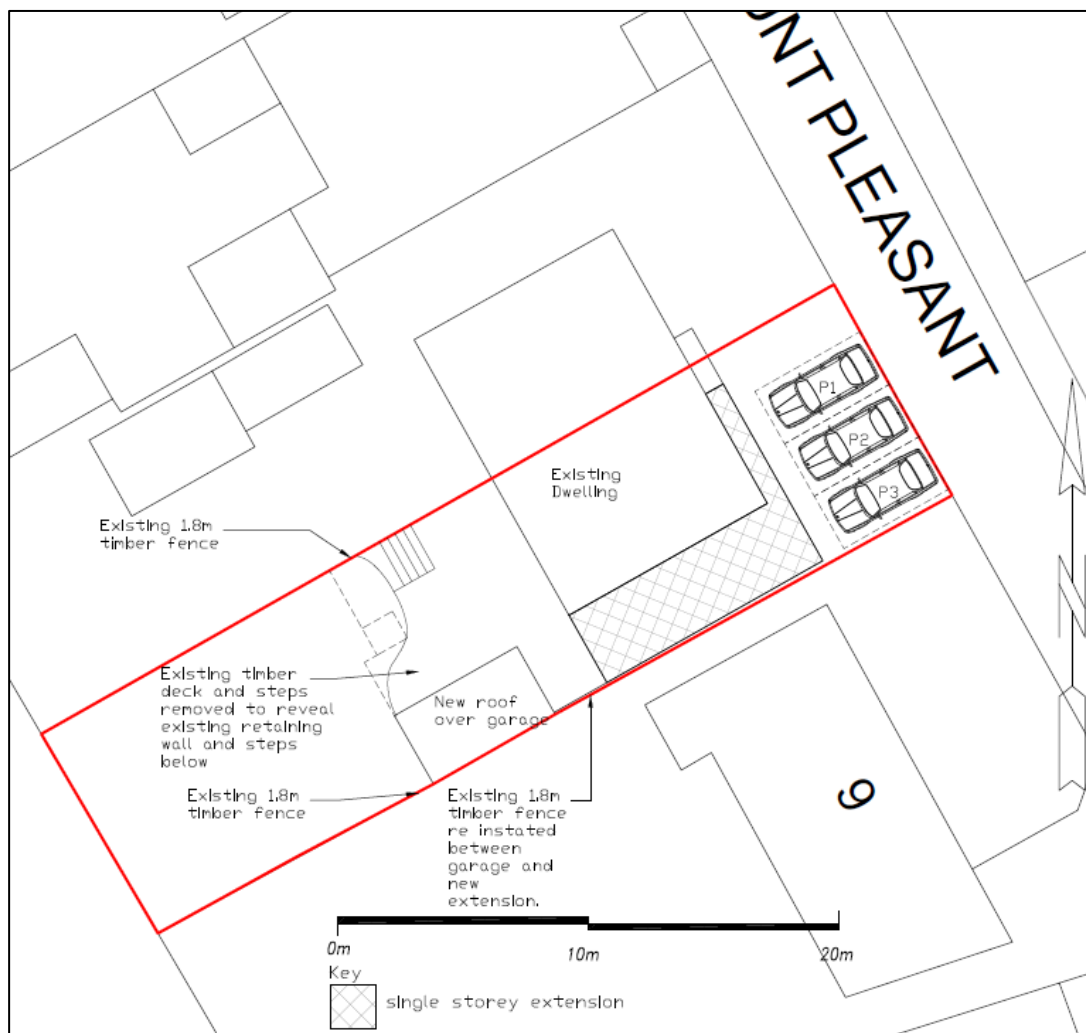 ONT PLEASANT
P1
P2
P3
Existing
Dwelling
Existing 1.8m
timber fence
Existing timber
deck and steps
removed to reveal
existing retaining
wall and steps
below
New roof
over garage
Existing 1.8m
timber fence
Existing 1.8m
timber fence
re instated
between
garage and
new
extension.
9
N
0m
10m
20m
Key
single storey extension